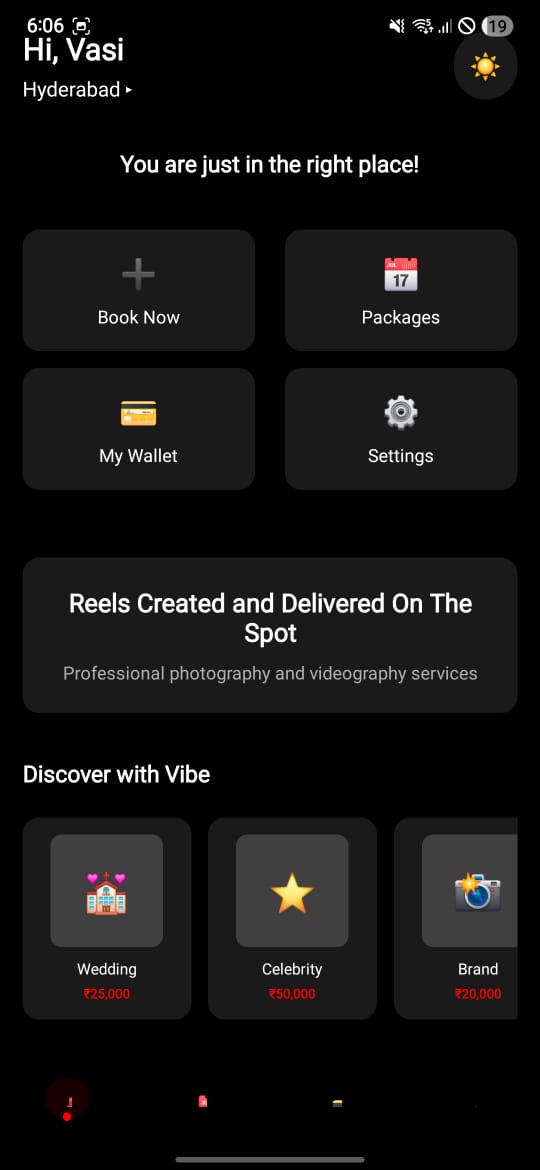 6:06
19
Hi, Vasi
Hyderabad ▸
You are just in the right place!
JUL
17
Book Now
Packages
My Wallet
Settings
Reels Created and Delivered On The
Spot
Professional photography and videography services
Discover with Vibe
Wedding
Celebrity
Brand
₹25,000
₹50,000
₹20,000